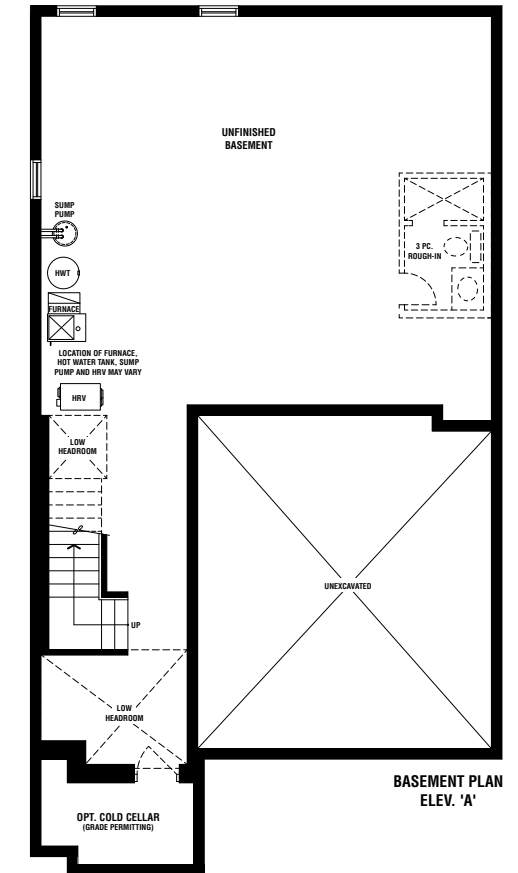 UNFINISHED
BASEMENT
SUMP
PUMP
3 PC.
ROUGH-IN
HWT
FURNACE
LOCATION OF FURNACE,
HOT WATER TANK, SUMP
PUMP AND HRV MAY VARY
HRV
LOW
HEADROOM
UNEXCAVATED
UP
LOW
HEADROOM
BASEMENT PLAN
ELEV. 'A'
OPT. COLD CELLAR
(GRADE PERMITTING)